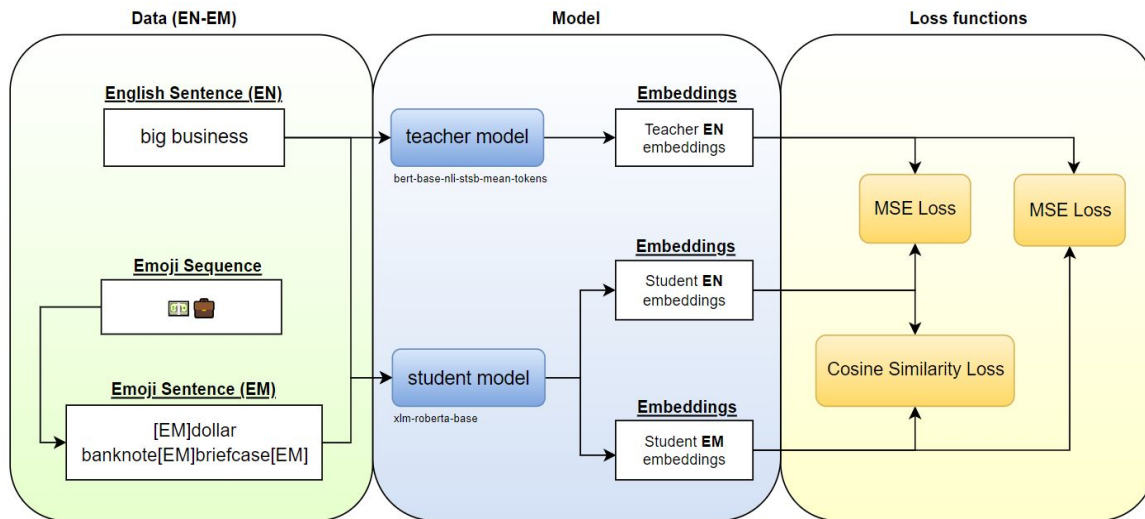 Data (EN-EM)
Model
Loss functions
English Sentence (EN)
big business
Emoji Sequence
💵💼
Emoji Sentence (EM)
[EM]dollar
banknote[EM]briefcase[EM]
teacher model
bert-base-nli-stsb-mean-tokens
student model
xlm-roberta-base
Embeddings
Teacher EN
embeddings
Embeddings
Student EN
embeddings
Embeddings
Student EM
embeddings
MSE Loss
MSE Loss
Cosine Similarity Loss